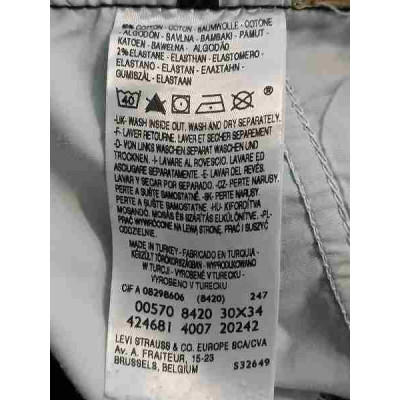 COTTON - COTON - BAUMWOLLE - COTONE
ALGODÓN - BAVLNA - BAMBAKI - PAMUT -
KATOEN - BAWEŁNA - ALGODÃO
2% ELASTANE - ELASTHAN - ELASTOMERO -
ELASTANO - ELASTAN - ΕΛΑΣΤΑΝΗ -
GUMISZÁL - ELASTAAN
40
-UK- WASH INSIDE OUT, WASH AND DRY SEPARATELY.
-F- LAVER RETOURNE, LAVER ET SECHER SEPAREMENT
-D- VON LINKS WASCHEN, SEPARAT WASCHEN UND
TROCKNEN. -I- LAVARE AL ROVESCIO, LAVARE ED
ASCIUGARE SEPARATAMENTE. -E- LAVAR DEL REVÉS,
LAVAR Y SECAR POR SEPARADO. -CZ- PERTE NARUBY,
PERTE A SUŠTE SAMOSTATNĚ. -SK- PERTE NARUBY,
PERTE A SUŠTE SAMOSTATNE. -HU- KIFORDÍTVA
MOSANDÓ. MOSÁS ÉS SZÁRÍTÁS ELKÜLÖNÍTVE. -PL-
PRAĆ WYWRÓCONE NA LEWĄ STRONĘ, PRAĆ I SUSZYĆ
ODDZIELNIE.
MADE IN TURKEY - FABRICADO EN TURQUIA -
KÉSZÜLT TÖRÖKORSZÁGBAN - WYPRODUKOWANO
W TURCJI - VYROBENÉ V TURECKU -
VYROBENO V TURECKU
CIF A 08298606 (8420) 247
00570 8420 30X34
424681 4007 20242
LEVI STRAUSS & CO. EUROPE BCA/CVA
Av. A. FRAITEUR, 15-23
BRUSSELS, BELGIUM S32649